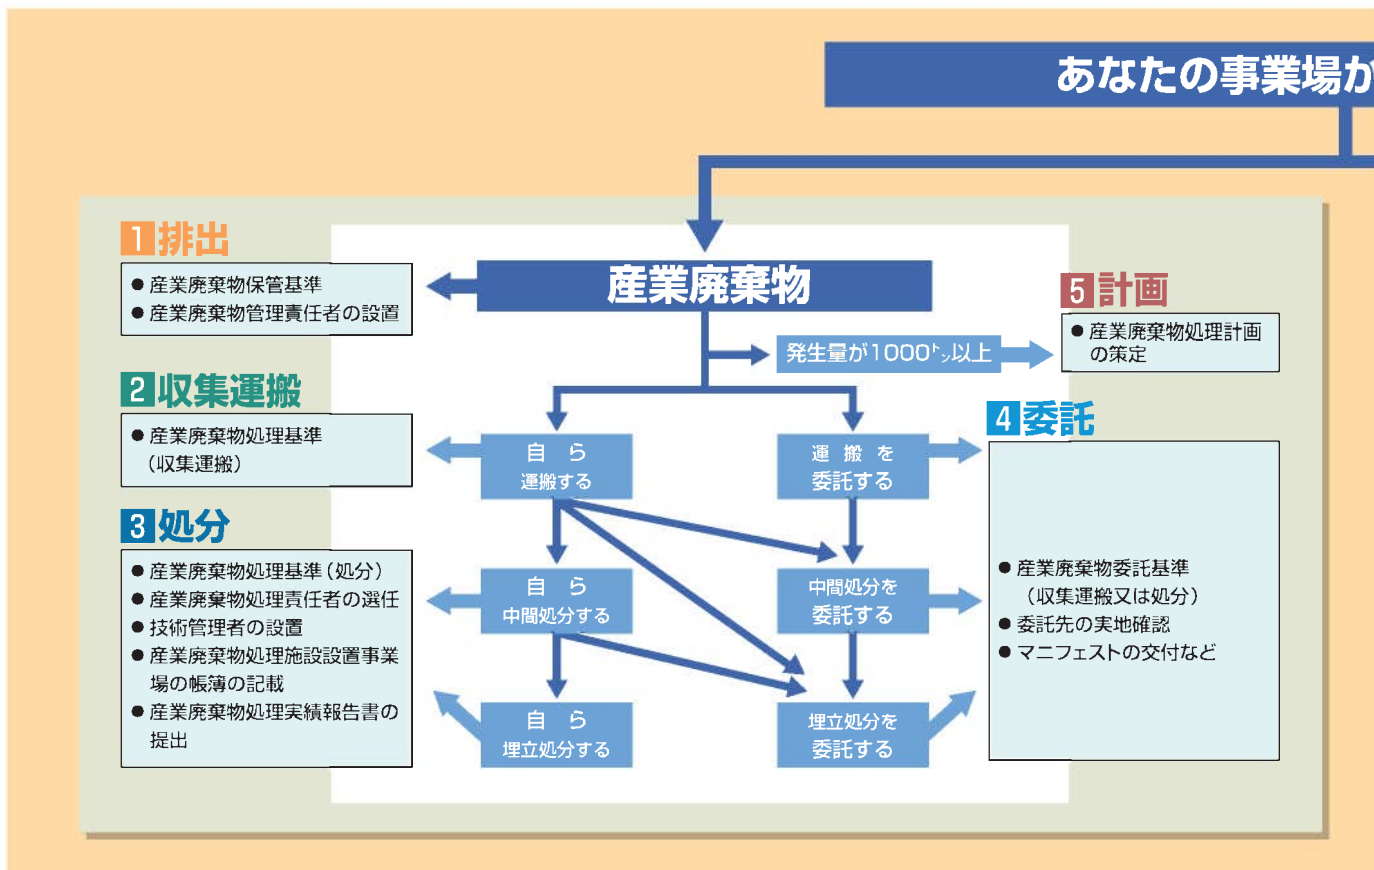 あなたの事業場か
1 排出
● 産業廃棄物保管基準
● 産業廃棄物管理責任者の設置
産業廃棄物
発生量が1000トン以上
5 計画
● 産業廃棄物処理計画
の策定
2 収集運搬
● 産業廃棄物処理基準
(収集運搬)
自 ら
運搬する
運 搬 を
委託する
4 委託
● 産業廃棄物委託基準
(収集運搬又は処分)
● 委託先の実地確認
● マニフェストの交付など
3 処分
● 産業廃棄物処理基準(処分)
● 産業廃棄物処理責任者の選任
● 技術管理者の設置
● 産業廃棄物処理施設設置事業
場の帳簿の記載
● 産業廃棄物処理実績報告書の
提出
自 ら
中間処分する
中間処分を
委託する
自 ら
埋立処分する
埋立処分を
委託する